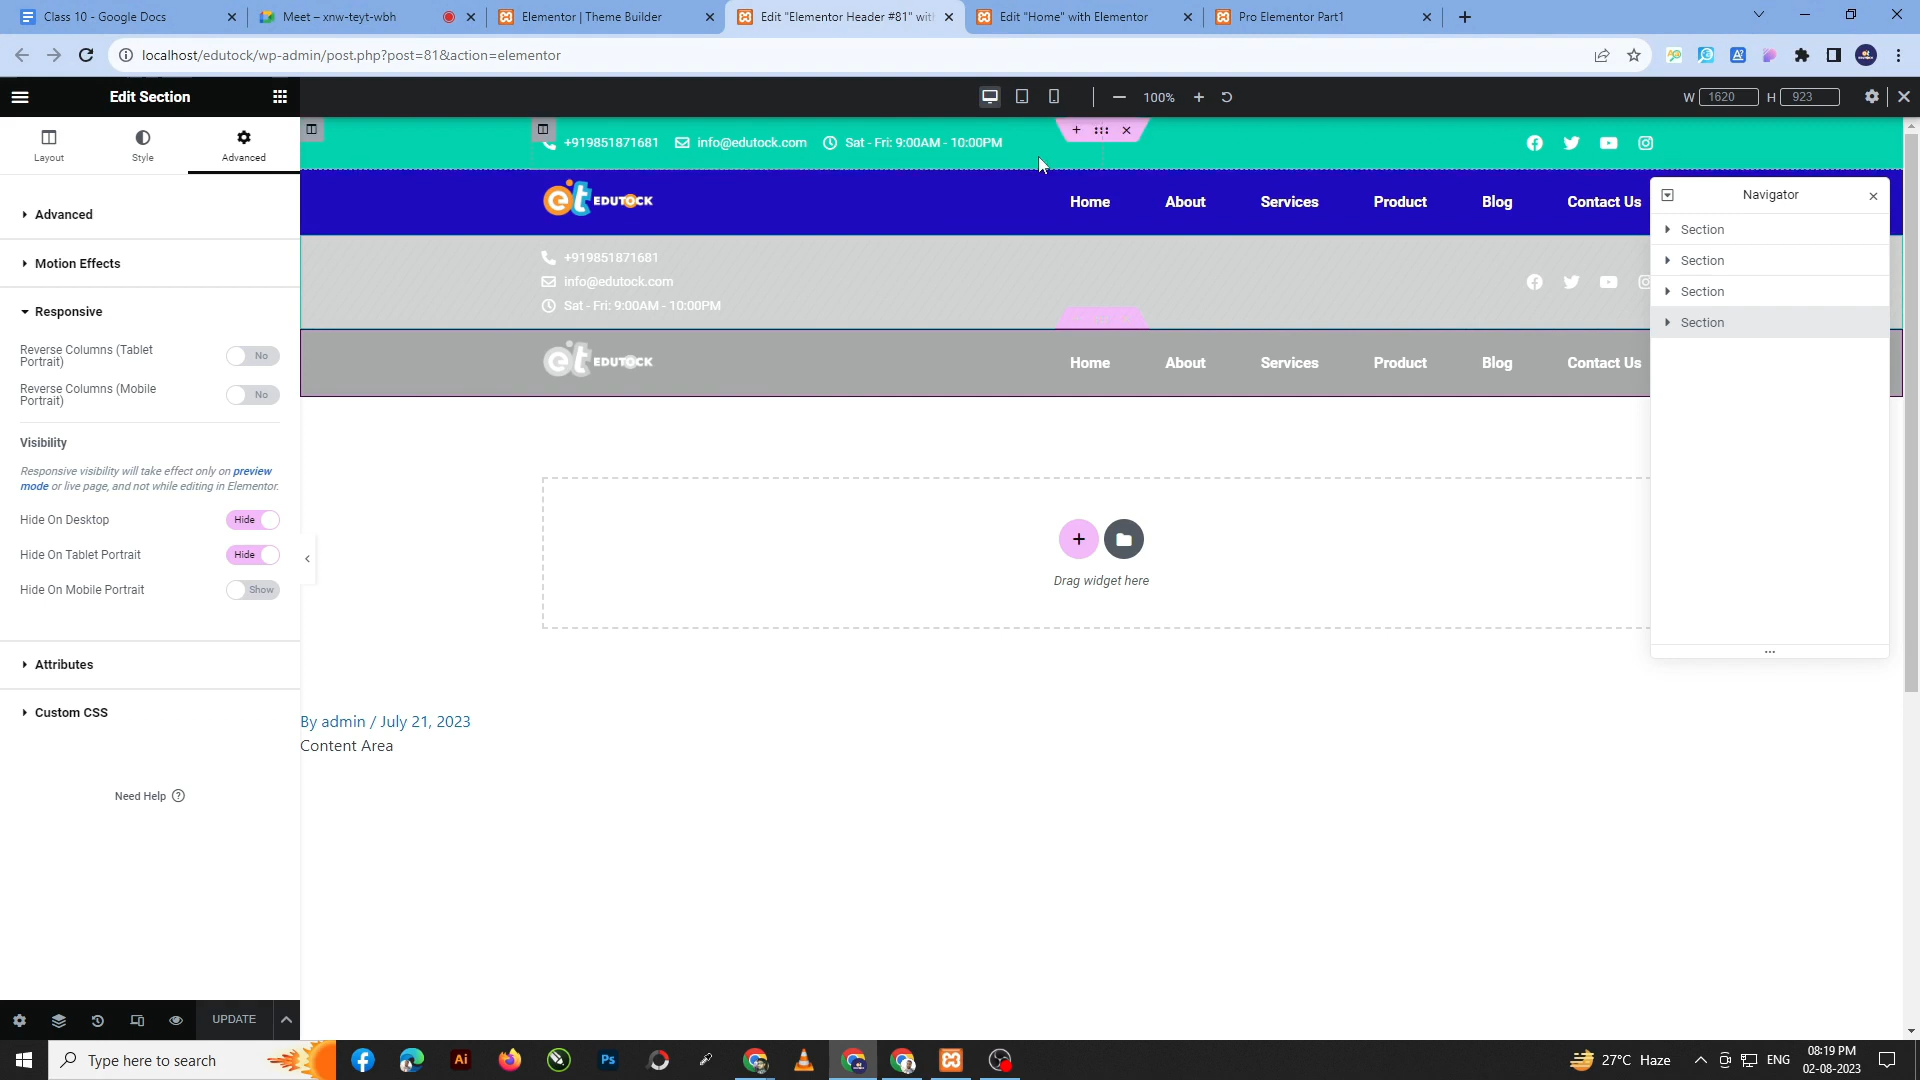 Class 10 - Google Docs
Meet – xnw-teyt-wbh
Elementor | Theme Builder
Edit "Elementor Header #81" wit
Edit "Home" with Elementor
Pro Elementor Part1
localhost/edutock/wp-admin/post.php?post=81&action=elementor
Edit Section
100%
W 1620 H 923
Layout
Style
Advanced
+919851871681
info@edutock.com
Sat - Fri: 9:00AM - 10:00PM
et EDUTOCK
Home About Services Product Blog Contact Us
Navigator
Section
Section
Section
Section
Advanced
Motion Effects
Responsive
Reverse Columns (Tablet
Portrait)
No
Reverse Columns (Mobile
Portrait)
No
Visibility
Responsive visibility will take effect only on preview
mode or live page, and not while editing in Elementor.
Hide On Desktop
Hide
Hide On Tablet Portrait
Hide
Hide On Mobile Portrait
Show
Attributes
Custom CSS
Need Help
+919851871681
info@edutock.com
Sat - Fri: 9:00AM - 10:00PM
et EDUTOCK
Home About Services Product Blog Contact Us
Drag widget here
By admin / July 21, 2023
Content Area
UPDATE
Type here to search
Ai
Ps
27°C Haze
ENG
08:19 PM
02-08-2023